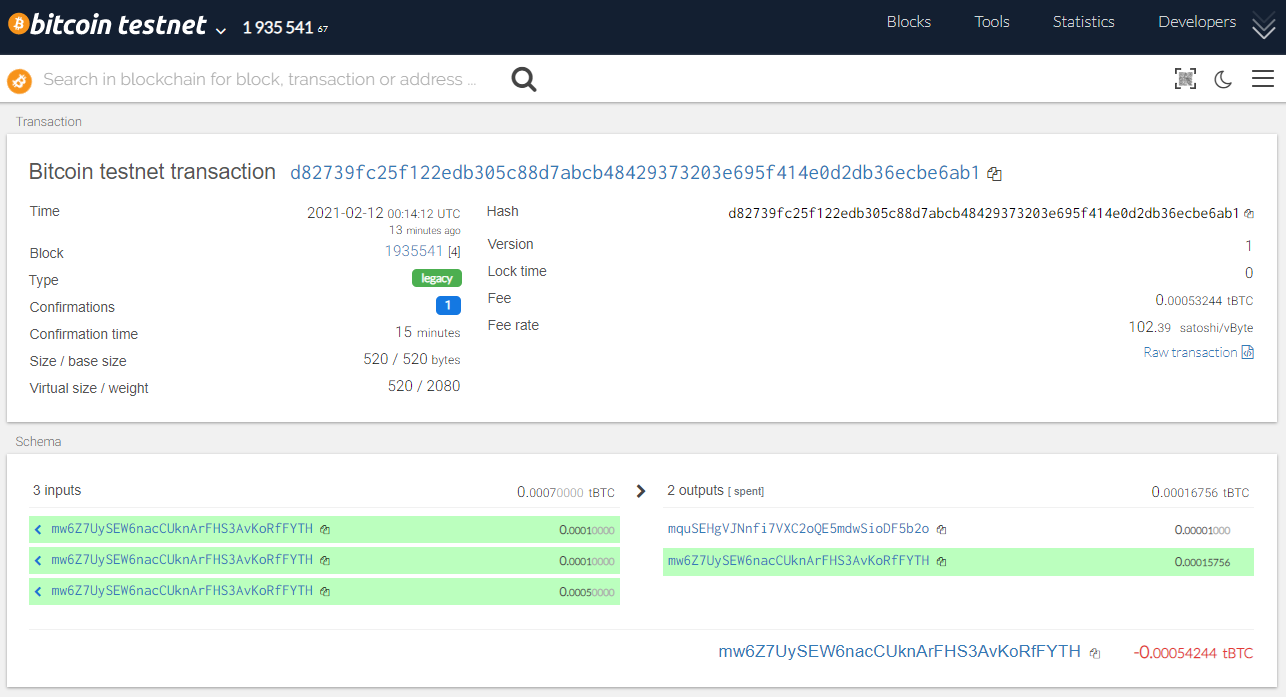 bitcoin testnet 1 935 541 67 Blocks Tools Statistics Developers
Search in blockchain for block, transaction or address ...
Transaction
Bitcoin testnet transaction d82739fc25f122edb305c88d7abcb48429373203e695f414e0d2db36ecbe6ab1
Time 2021-02-12 00:14:12 UTC Hash d82739fc25f122edb305c88d7abcb48429373203e695f414e0d2db36ecbe6ab1
13 minutes ago
Version 1
Block 1935541 [4]
Lock time 0
Type legacy
Fee 0.00053244 tBTC
Confirmations 1
Fee rate 102.39 satoshi/vByte
Confirmation time 15 minutes
Raw transaction
Size / base size 520 / 520 bytes
Virtual size / weight 520 / 2080
Schema
3 inputs 0.00070000 tBTC 2 outputs [ spent] 0.00016756 tBTC
mw6Z7UySEW6nacCUknArFHS3AvKoRfFYTH 0.00010000 mquSEHgVJNnfi7VXC2oQE5mdwSioDF5b2o 0.00001000
mw6Z7UySEW6nacCUknArFHS3AvKoRfFYTH 0.00010000 mw6Z7UySEW6nacCUknArFHS3AvKoRfFYTH 0.00015756
mw6Z7UySEW6nacCUknArFHS3AvKoRfFYTH 0.00050000
mw6Z7UySEW6nacCUknArFHS3AvKoRfFYTH -0.00054244 tBTC